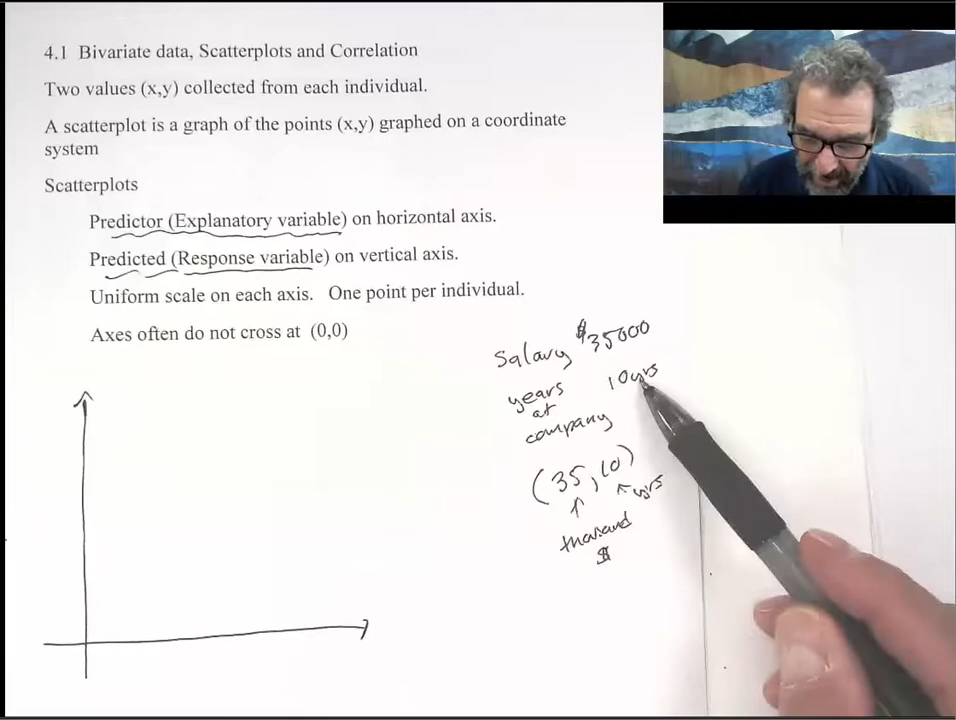 4.1 Bivariate data, Scatterplots and Correlation
Two values (x,y) collected from each individual.
A scatterplot is a graph of the points (x,y) graphed on a coordinate
system
Scatterplots
Predictor (Explanatory variable) on horizontal axis.
Predicted (Response variable) on vertical axis.
Uniform scale on each axis. One point per individual.
Axes often do not cross at (0,0)
Salary $35000
years 10yrs
at
company
(35,10)
↑ ↑ yrs
thousand
$